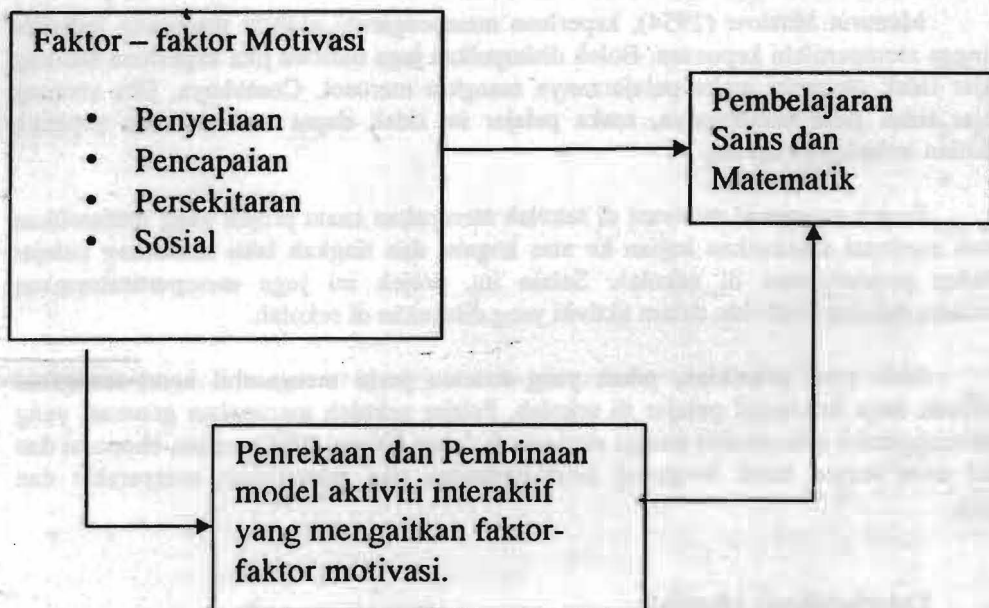 Faktor – faktor Motivasi
• Penyeliaan
• Pencapaian
• Persekitaran
• Sosial
Pembelajaran
Sains dan
Matematik
Penrekaan dan Pembinaan
model aktiviti interaktif
yang mengaitkan faktor-
faktor motivasi.